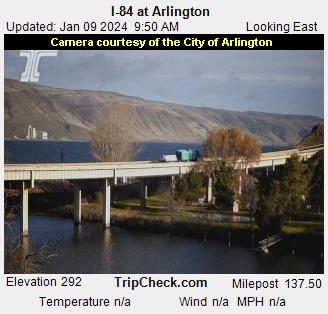 I-84 at Arlington
Updated: Jan 09 2024 9:50 AM Looking East
Camera courtesy of the City of Arlington
Elevation 292 TripCheck.com Milepost 137.50
Temperature n/a Wind n/a MPH n/a